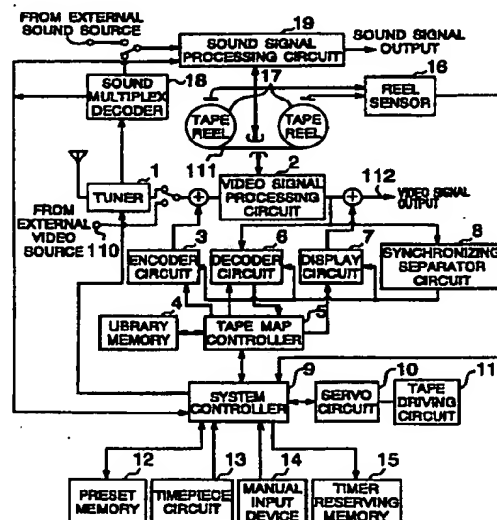 FROM EXTERNAL
SOUND SOURCE
19
SOUND SIGNAL
PROCESSING CIRCUIT
SOUND SIGNAL
OUTPUT
18
17
16
SOUND
MULTIPLEX
DECODER
TAPE
REEL
TAPE
REEL
REEL
SENSOR
111
1
2
112
TUNER
VIDEO SIGNAL
PROCESSING
CIRCUIT
VIDEO SIGNAL
OUTPUT
FROM
EXTERNAL
VIDEO
SOURCE 110
3
6
7
8
ENCODER
CIRCUIT
DECODER
CIRCUIT
DISPLAY
CIRCUIT
SYNCHRONIZING
SEPARATOR
CIRCUIT
4
5
LIBRARY
MEMORY
TAPE MAP
CONTROLLER
9
10
11
SYSTEM
CONTROLLER
SERVO
CIRCUIT
TAPE
DRIVING
CIRCUIT
12
13
14
15
PRESET
MEMORY
TIMEPIECE
CIRCUIT
MANUAL
INPUT
DEVICE
TIMER
RESERVING
MEMORY